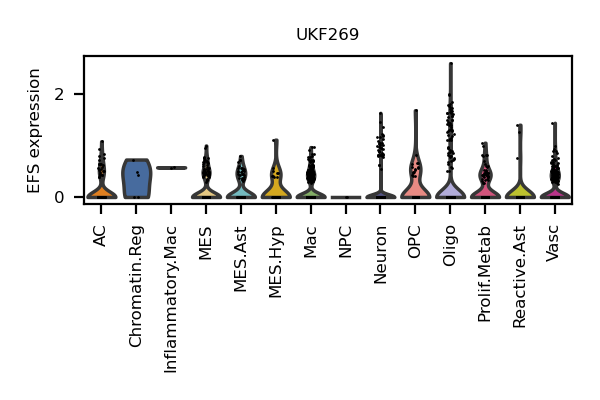 UKF269
EFS expression
2
0
AC
Chromatin.Reg
Inflammatory.Mac
MES
MES.Ast
MES.Hyp
Mac
NPC
Neuron
OPC
Oligo
Prolif.Metab
Reactive.Ast
Vasc